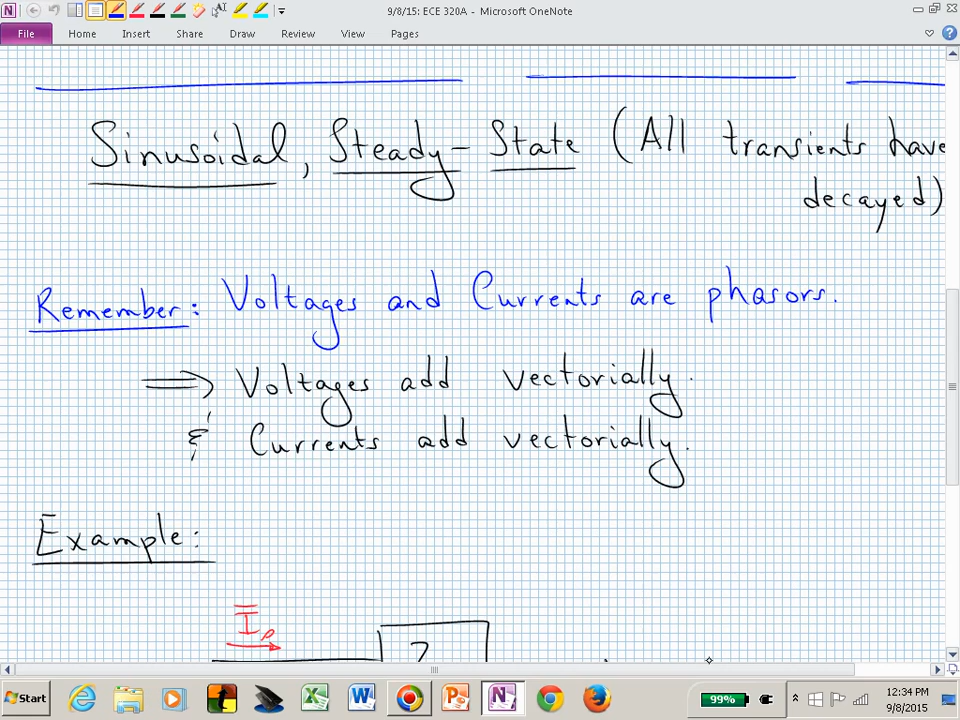 9/8/15: ECE 320A - Microsoft OneNote
File Home Insert Share Draw Review View Pages
Sinusoidal, Steady-State (All transients have
decayed)
Remember: Voltages and Currents are phasors.
⟹ Voltages add vectorially.
& Currents add vectorially.
Example:
I
Z
Start
99%
12:34 PM
9/8/2015